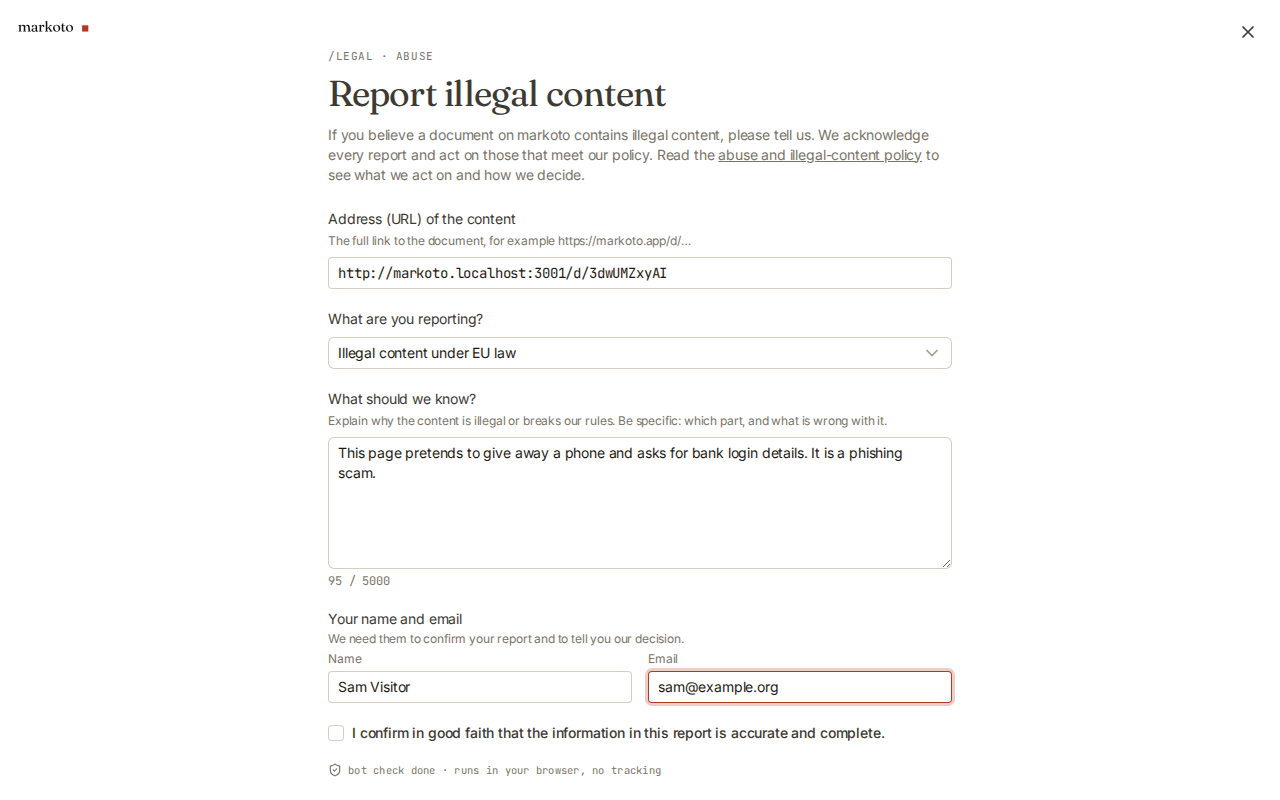 markoto
/LEGAL · ABUSE
Report illegal content
If you believe a document on markoto contains illegal content, please tell us. We acknowledge
every report and act on those that meet our policy. Read the abuse and illegal-content policy to
see what we act on and how we decide.
Address (URL) of the content
The full link to the document, for example https://markoto.app/d/…
http://markoto.localhost:3001/d/3dwUMZxyAI
What are you reporting?
Illegal content under EU law
What should we know?
Explain why the content is illegal or breaks our rules. Be specific: which part, and what is wrong with it.
This page pretends to give away a phone and asks for bank login details. It is a phishing
scam.
95 / 5000
Your name and email
We need them to confirm your report and to tell you our decision.
Name
Email
Sam Visitor
sam@example.org
I confirm in good faith that the information in this report is accurate and complete.
bot check done · runs in your browser, no tracking